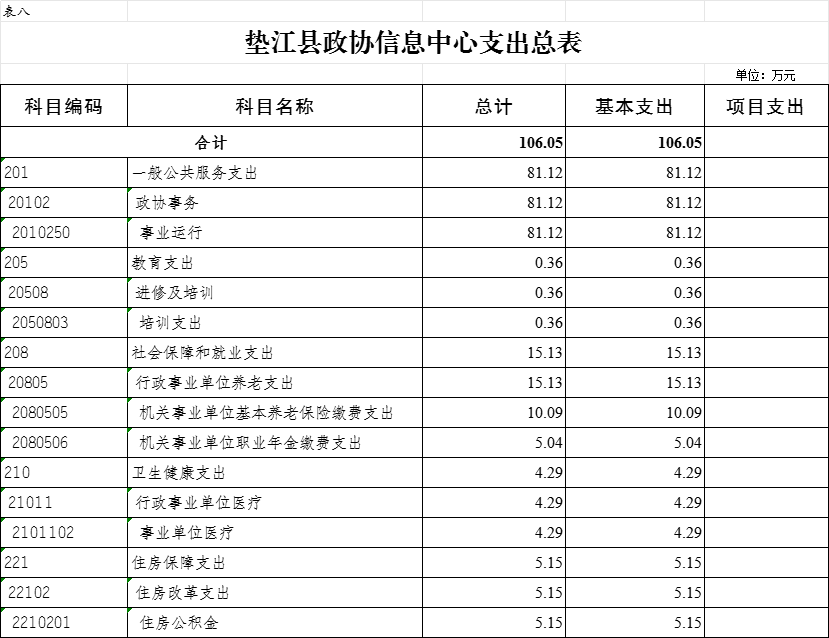 表八
垫江县政协信息中心支出总表
单位：万元
科目编码 科目名称 总计 基本支出 项目支出
合计 106.05 106.05
201 一般公共服务支出 81.12 81.12
20102 政协事务 81.12 81.12
2010250 事业运行 81.12 81.12
205 教育支出 0.36 0.36
20508 进修及培训 0.36 0.36
2050803 培训支出 0.36 0.36
208 社会保障和就业支出 15.13 15.13
20805 行政事业单位养老支出 15.13 15.13
2080505 机关事业单位基本养老保险缴费支出 10.09 10.09
2080506 机关事业单位职业年金缴费支出 5.04 5.04
210 卫生健康支出 4.29 4.29
21011 行政事业单位医疗 4.29 4.29
2101102 事业单位医疗 4.29 4.29
221 住房保障支出 5.15 5.15
22102 住房改革支出 5.15 5.15
2210201 住房公积金 5.15 5.15